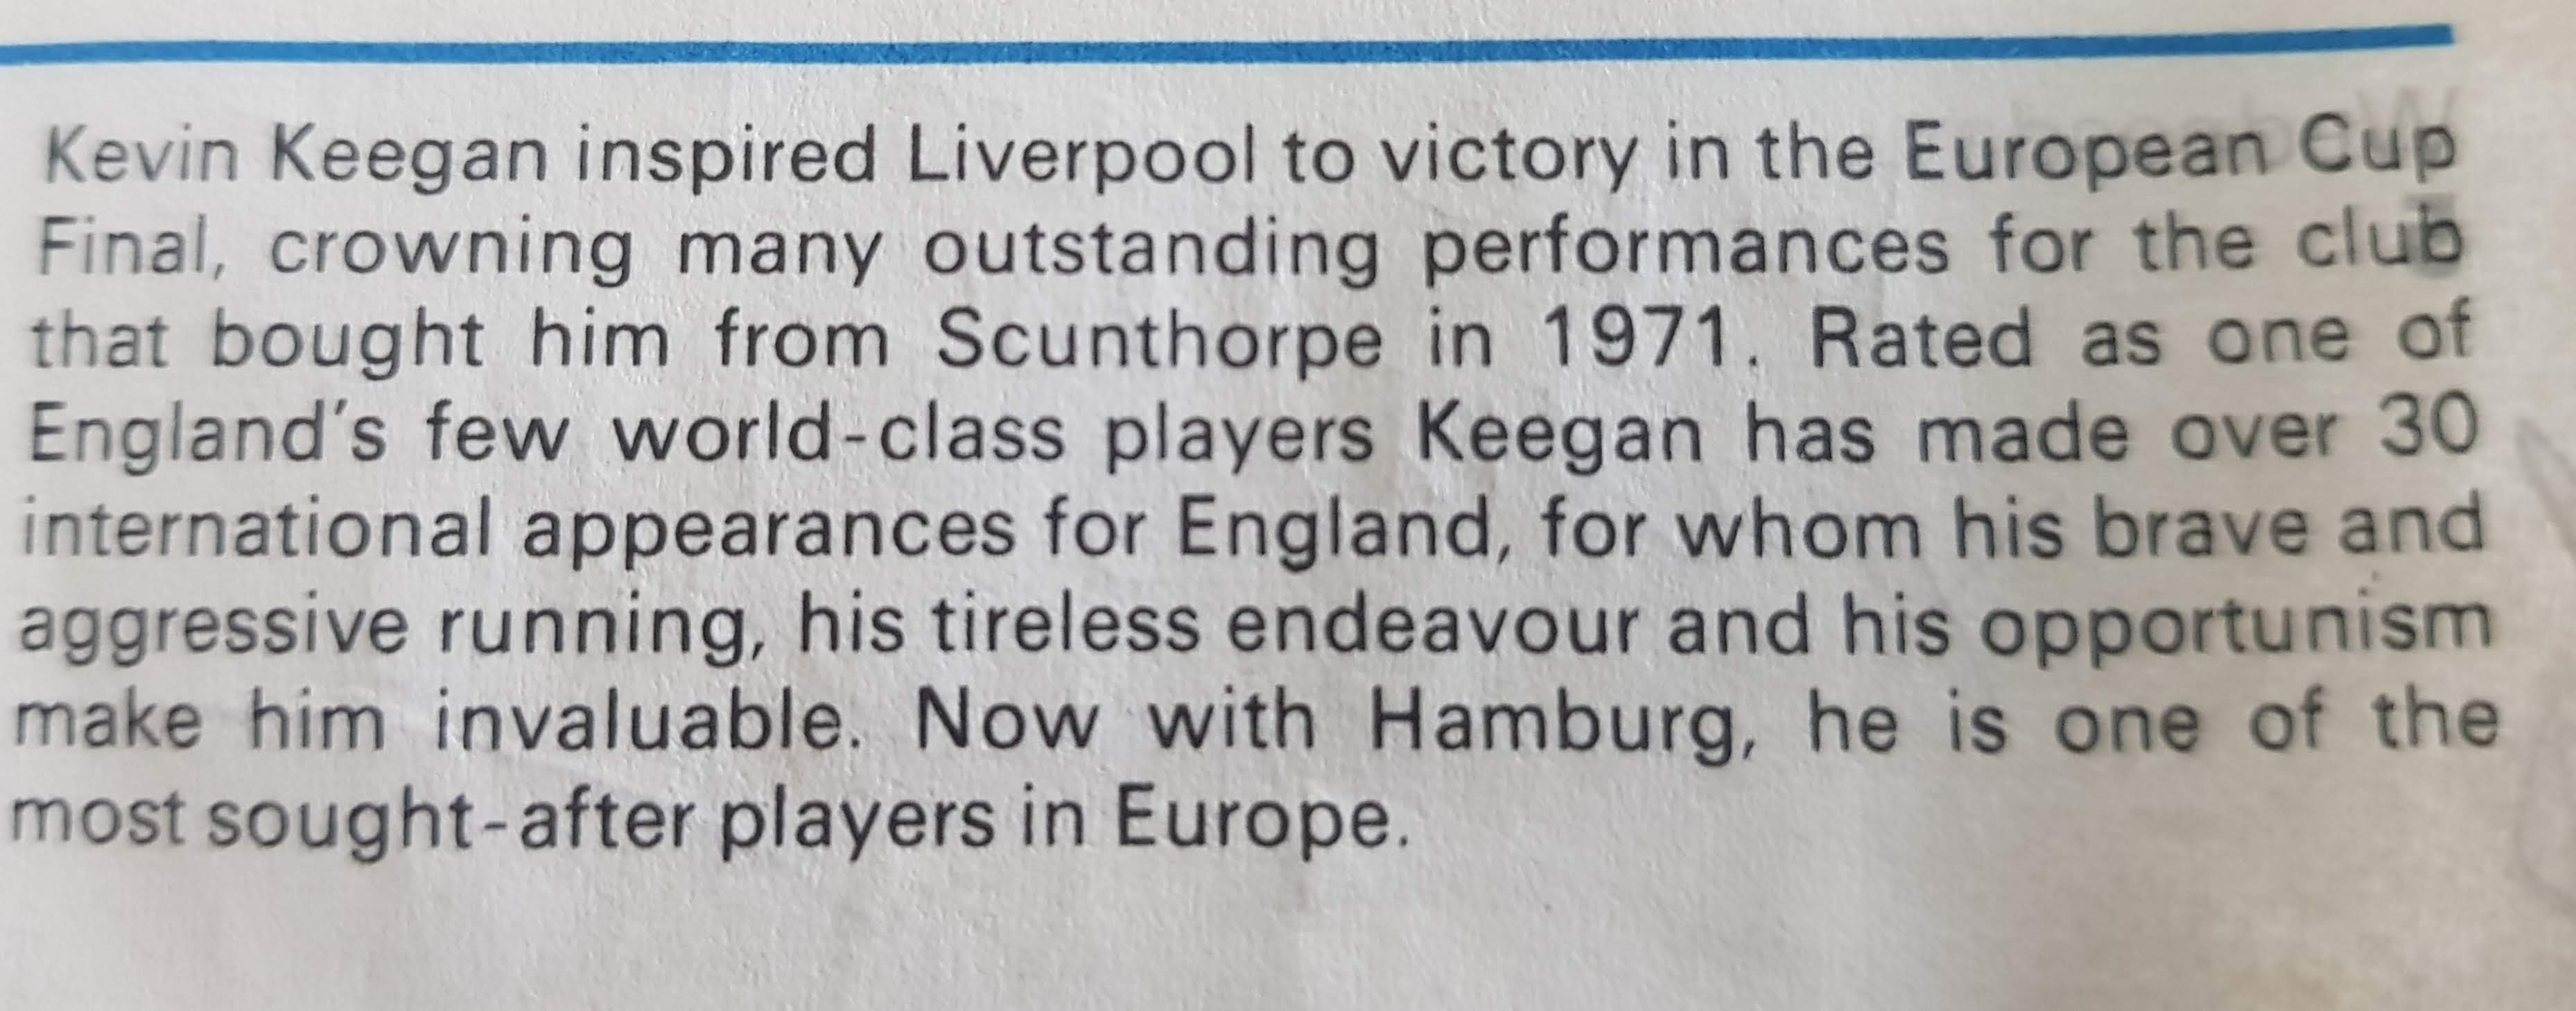 Kevin Keegan inspired Liverpool to victory in the European Cup
Final, crowning many outstanding performances for the club
that bought him from Scunthorpe in 1971. Rated as one of
England's few world-class players Keegan has made over 30
international appearances for England, for whom his brave and
aggressive running, his tireless endeavour and his opportunism
make him invaluable. Now with Hamburg, he is one of the
most sought-after players in Europe.